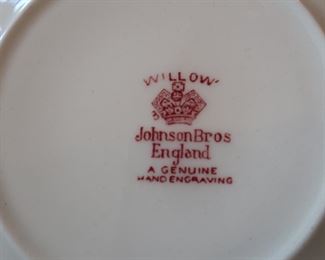 WILLOW
Johnson Bros
England
A GENUINE
HAND ENGRAVING